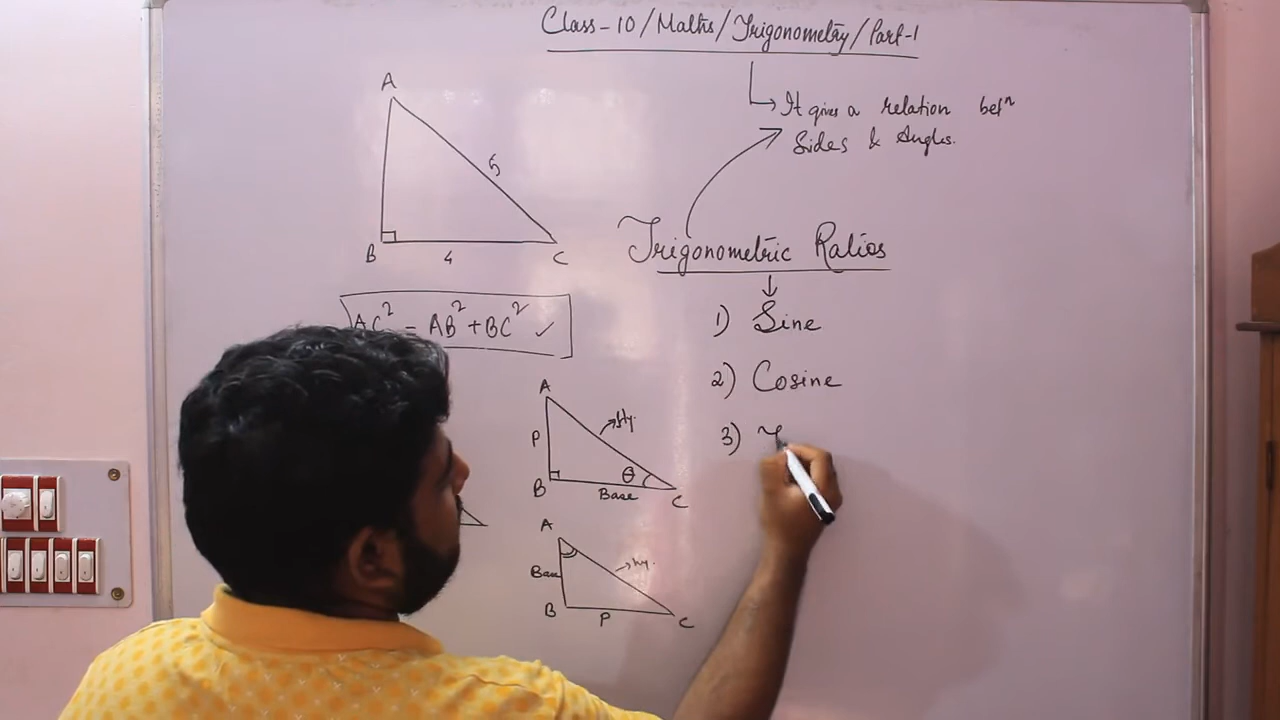 Class-10/Maths/Trigonometry/Part-1
It gives a relation betn
Sides & Angles.
A
5
B
4
C
AC² = AB² + BC² ✓
Trigonometric Ratios
1) Sine
2) Cosine
3)
A
P
Hy.
θ
B
Base
C
A
Base
hy.
B
P
C